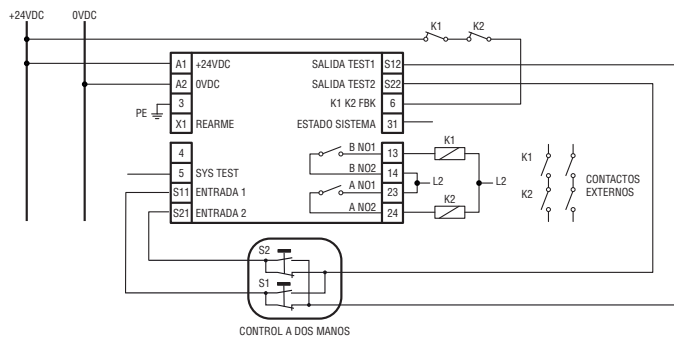 +24VDC 0VDC
K1 K2
A1 +24VDC SALIDA TEST1 S12
A2 0VDC SALIDA TEST2 S22
PE 3 K1 K2 FBK 6
X1 REARME ESTADO SISTEMA 31
4 B NO1 13 K1
5 SYS TEST B NO2 14
S11 ENTRADA 1 A NO1 23
S21 ENTRADA 2 A NO2 24 K2
L2 L2
K1
K2
CONTACTOS
EXTERNOS
S2
S1
CONTROL A DOS MANOS